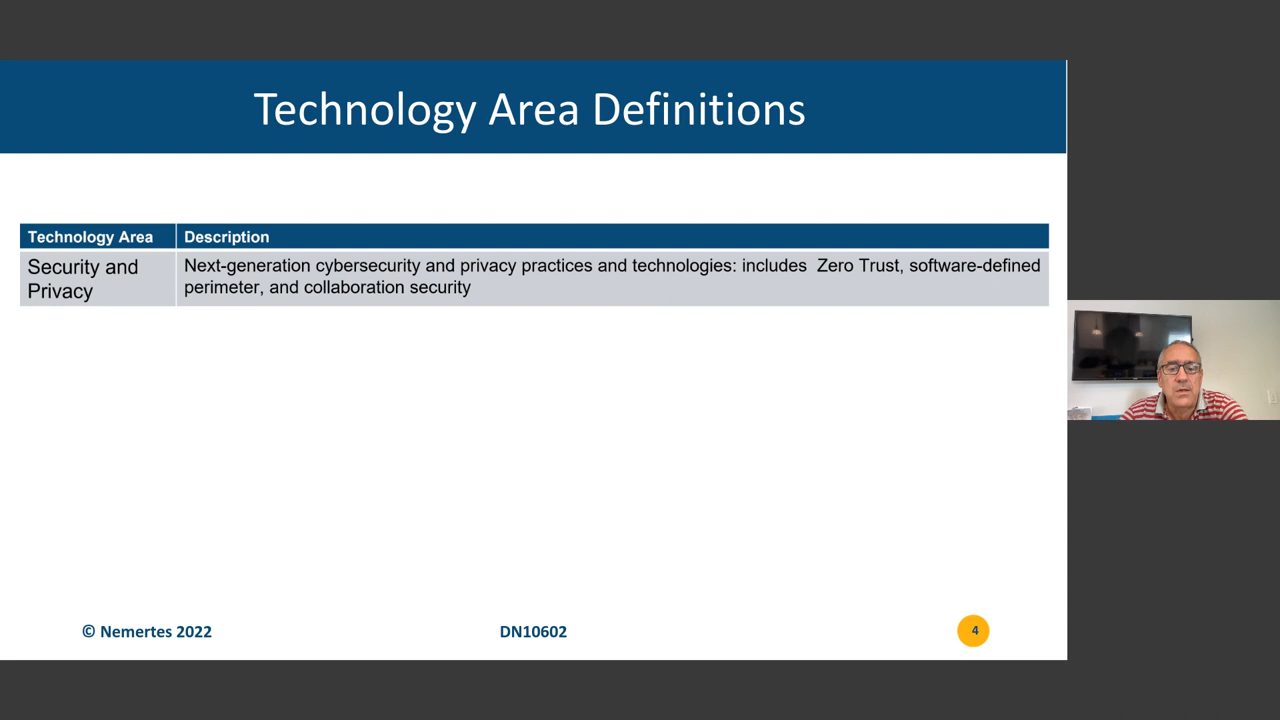 Technology Area Definitions
Technology Area
Description
Security and
Privacy
Next-generation cybersecurity and privacy practices and technologies: includes  Zero Trust, software-defined
perimeter, and collaboration security
© Nemertes 2022
DN10602
4